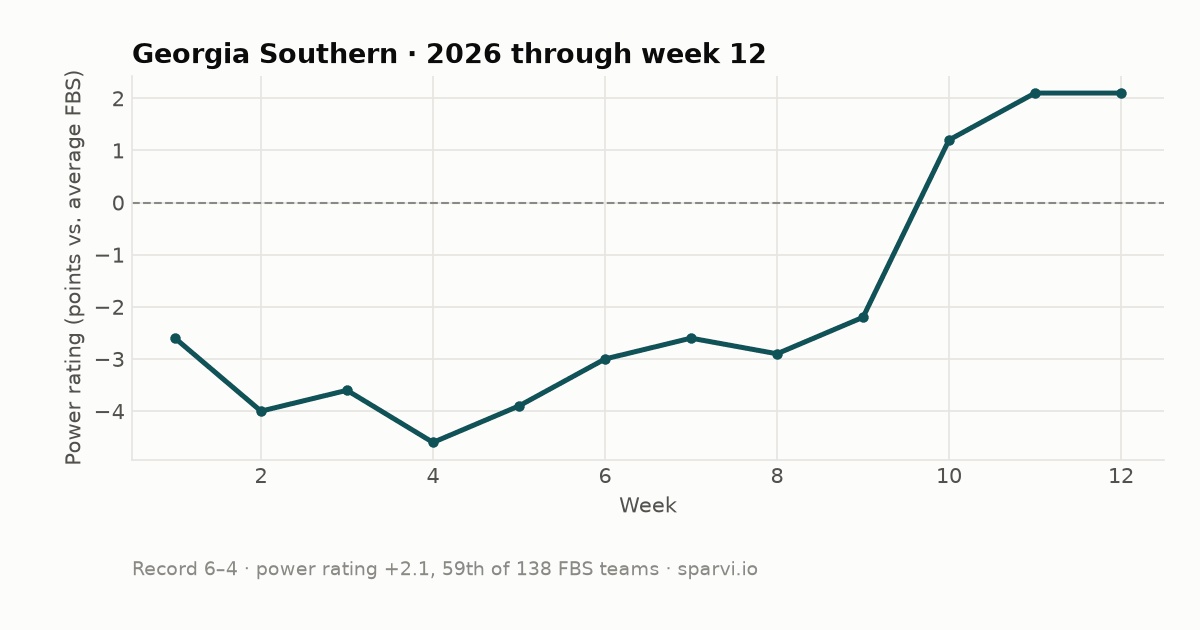 Georgia Southern · 2026 through week 12
Power rating (points vs. average FBS)
2
1
0
−1
−2
−3
−4
2 4 6 8 10 12
Week
Record 6–4 · power rating +2.1, 59th of 138 FBS teams · sparvi.io